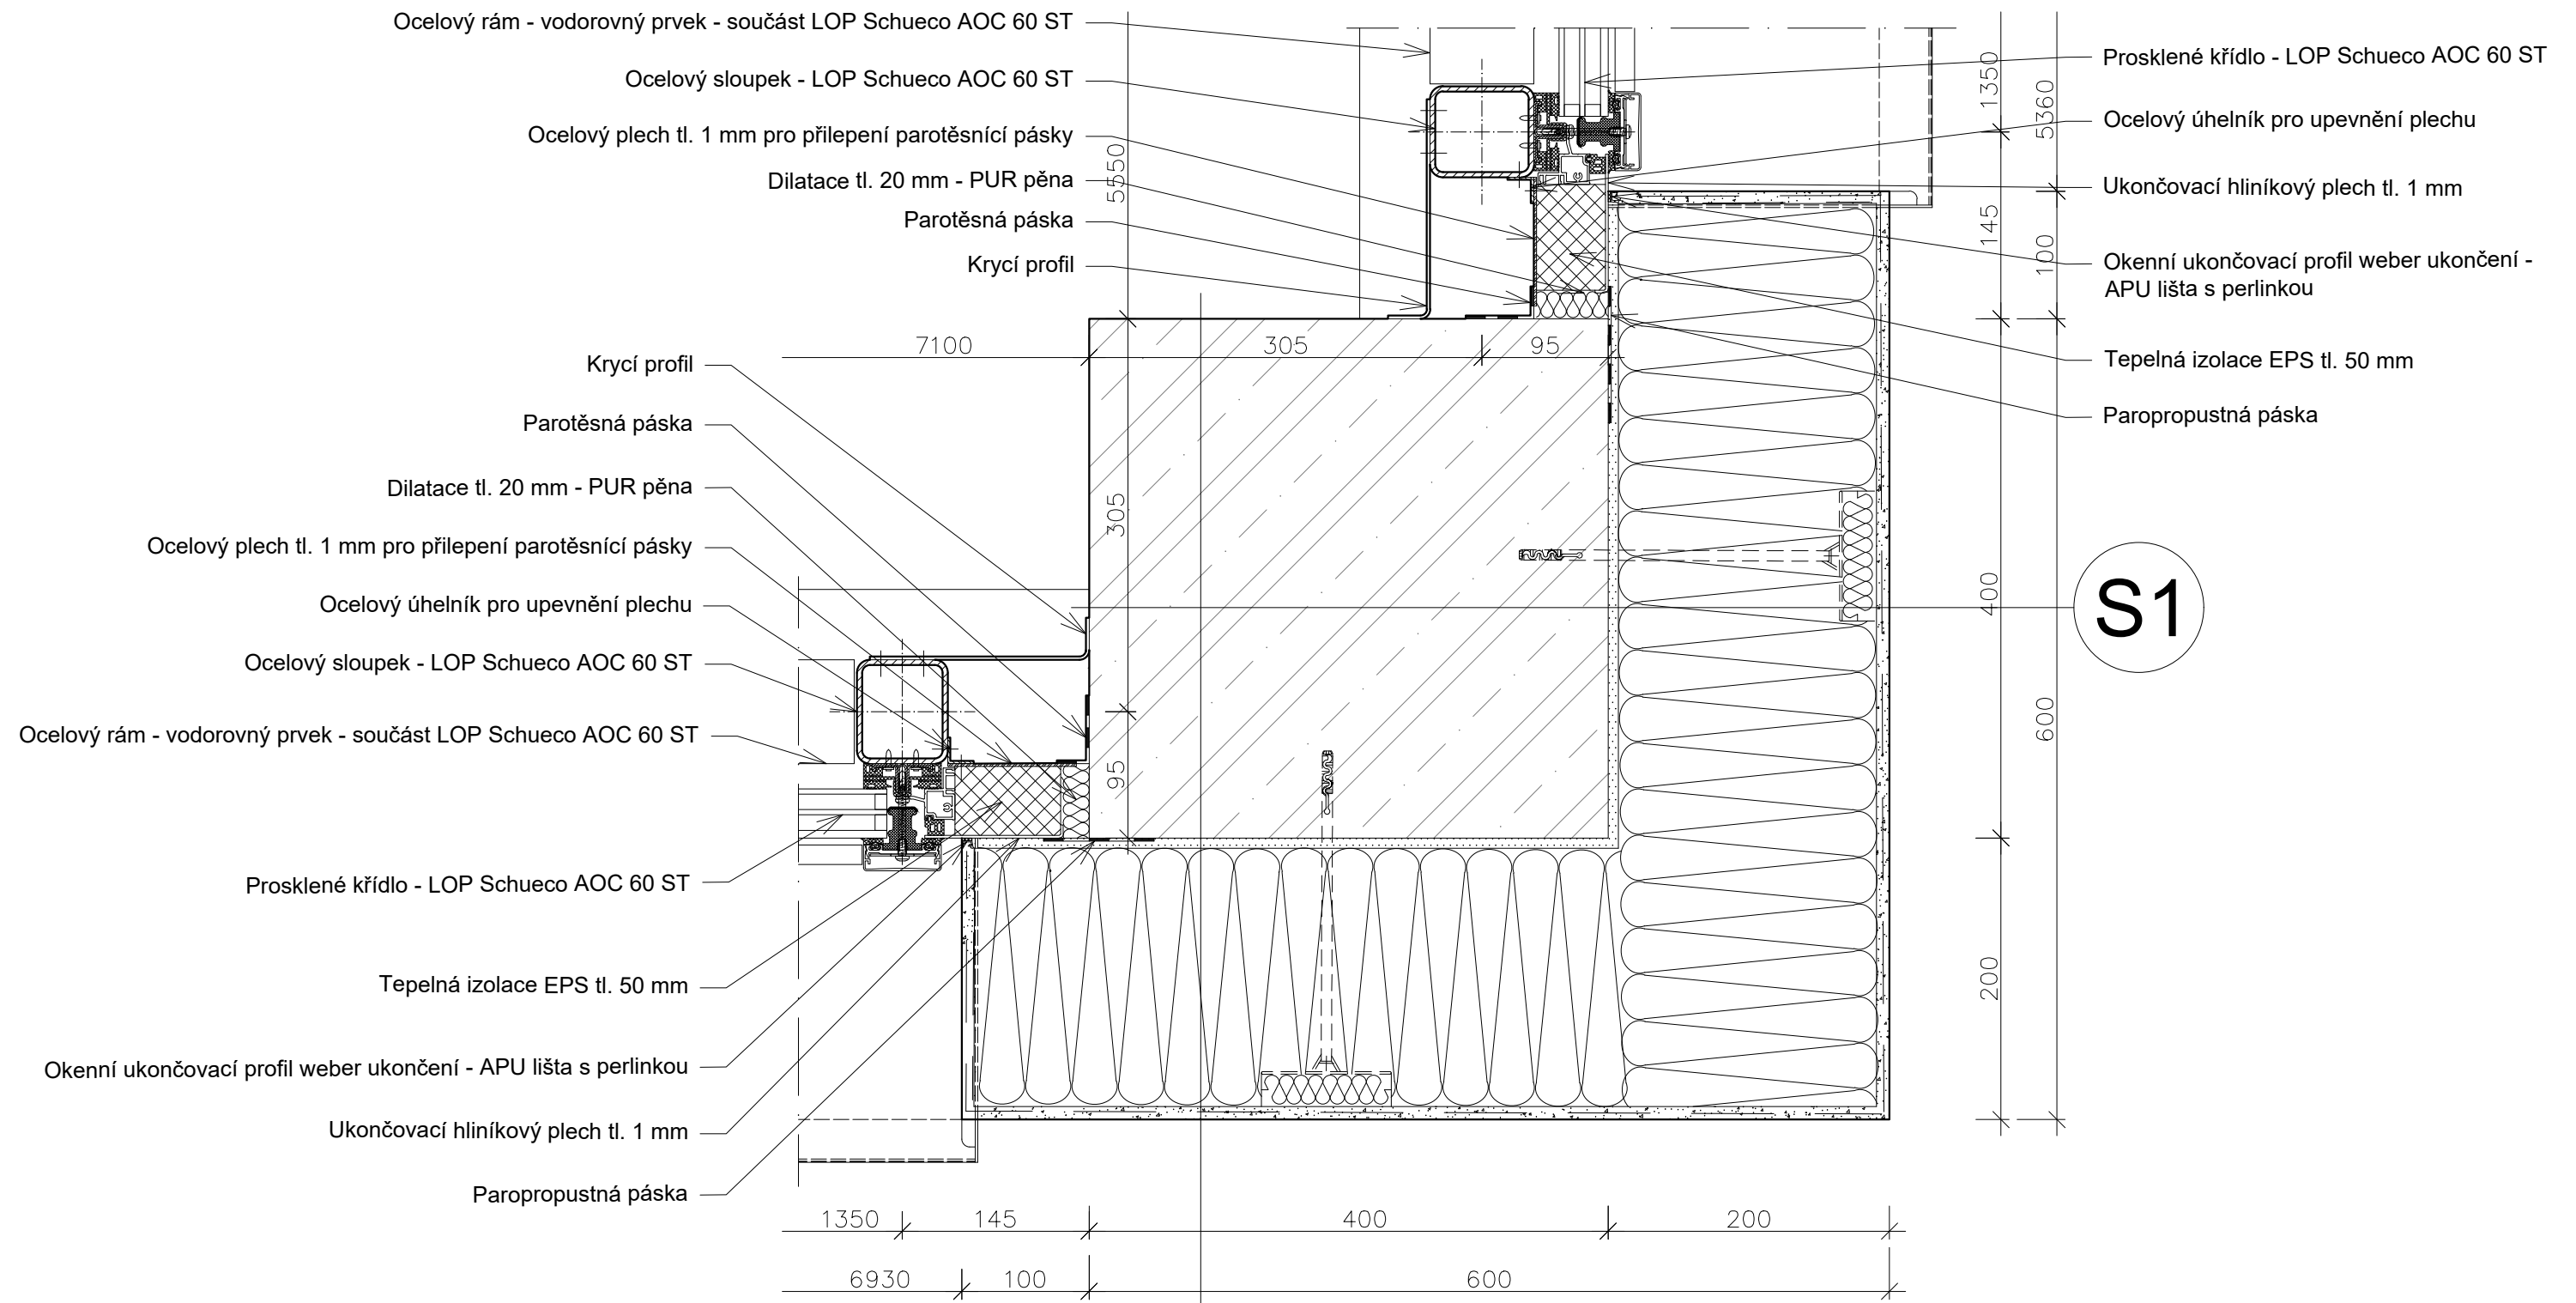 Ocelový rám - vodorovný prvek - součást LOP Schueco AOC 60 ST
Ocelový sloupek - LOP Schueco AOC 60 ST
Ocelový plech tl. 1 mm pro přilepení parotěsnící pásky
Dilatace tl. 20 mm - PUR pěna
Parotěsná páska
Krycí profil
Prosklené křídlo - LOP Schueco AOC 60 ST
Ocelový úhelník pro upevnění plechu
Ukončovací hliníkový plech tl. 1 mm
Okenní ukončovací profil weber ukončení -
APU lišta s perlinkou
Tepelná izolace EPS tl. 50 mm
Paropropustná páska
Krycí profil
Parotěsná páska
Dilatace tl. 20 mm - PUR pěna
Ocelový plech tl. 1 mm pro přilepení parotěsnící pásky
Ocelový úhelník pro upevnění plechu
Ocelový sloupek - LOP Schueco AOC 60 ST
Ocelový rám - vodorovný prvek - součást LOP Schueco AOC 60 ST
Prosklené křídlo - LOP Schueco AOC 60 ST
Tepelná izolace EPS tl. 50 mm
Okenní ukončovací profil weber ukončení - APU lišta s perlinkou
Ukončovací hliníkový plech tl. 1 mm
Paropropustná páska
7100
305
95
5550
305
95
1350
145
400
200
5360
100
600
S1
1350
145
400
200
6930
100
600